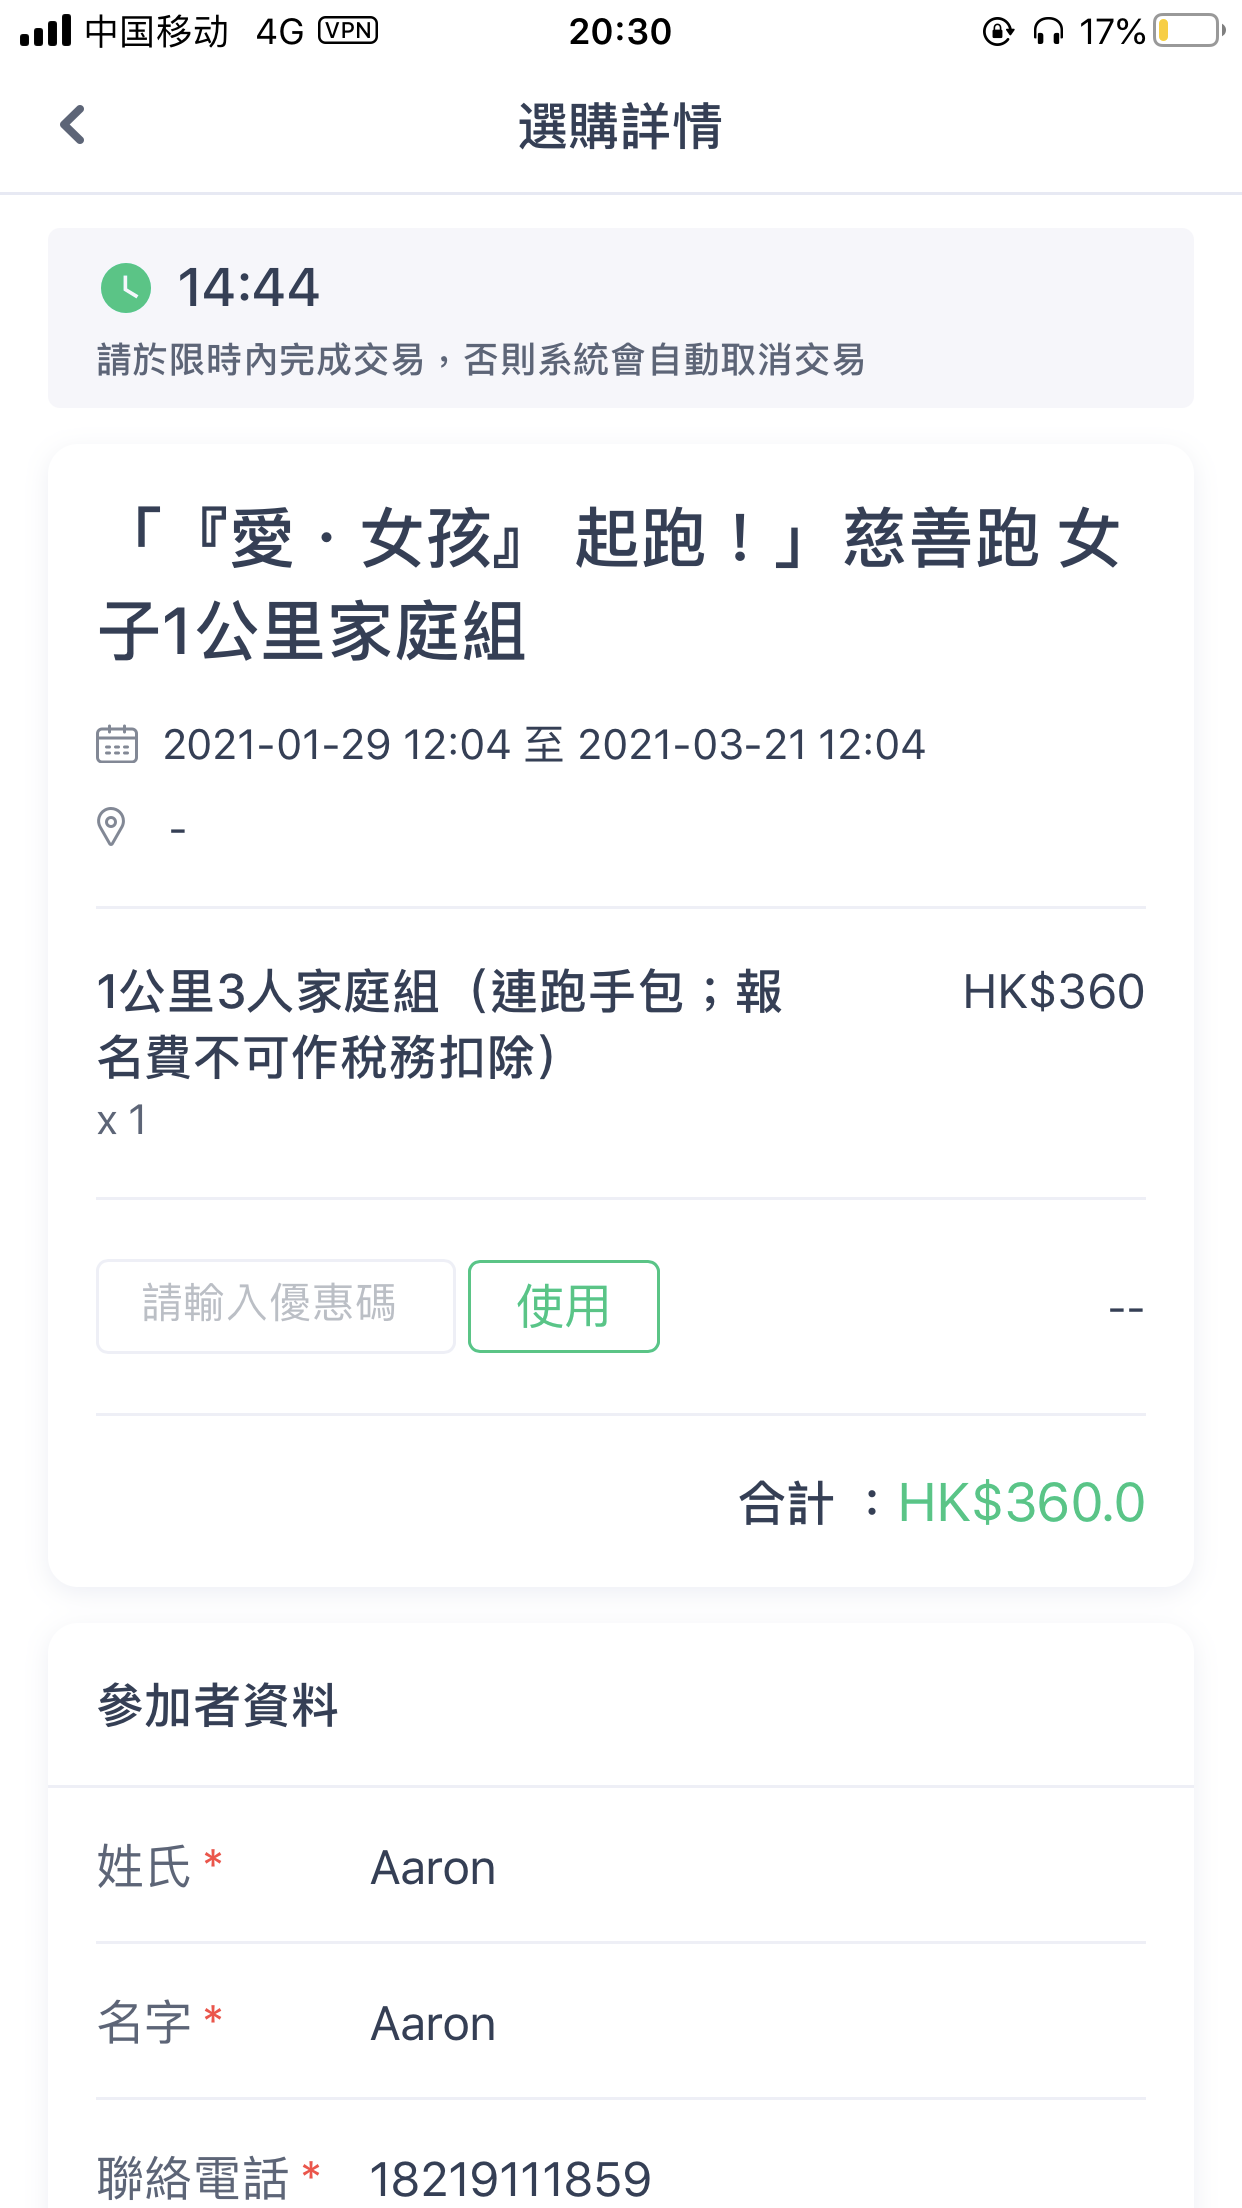 中国移动 4G VPN 20:30 17%
選購詳情
14:44
請於限時內完成交易，否則系統會自動取消交易
「『愛 · 女孩』 起跑！」慈善跑 女
子1公里家庭組
2021-01-29 12:04 至 2021-03-21 12:04
-
1公里3人家庭組（連跑手包；報 HK$360
名費不可作稅務扣除）
x 1
請輸入優惠碼 使用 --
合計 ：HK$360.0
參加者資料
姓氏 * Aaron
名字 * Aaron
聯絡電話 * 18219111859